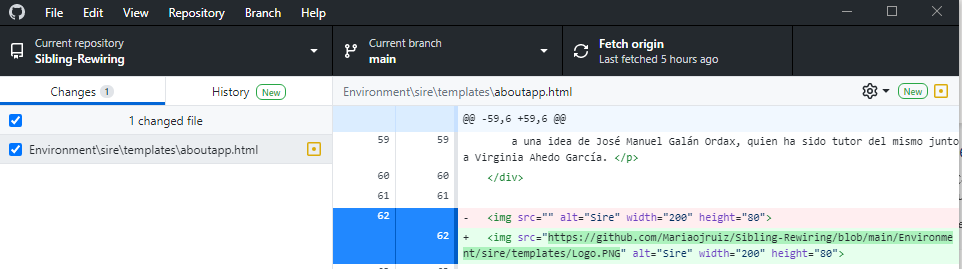 File Edit View Repository Branch Help
Current repository
Sibling-Rewiring
Current branch
main
Fetch origin
Last fetched 5 hours ago
Changes 1
History New
Environment\sire\templates\aboutapp.html
New
1 changed file
Environment\sire\templates\aboutapp.html
@@ -59,6 +59,6 @@
59 59 a una idea de José Manuel Galán Ordax, quien ha sido tutor del mismo junto
a Virginia Ahedo García. </p>
60 60 </div>
61 61
62 - <img src="" alt="Sire" width="200" height="80">
62 + <img src="https://github.com/Mariaojruiz/Sibling-Rewiring/blob/main/Environme
nt/sire/templates/Logo.PNG" alt="Sire" width="200" height="80">